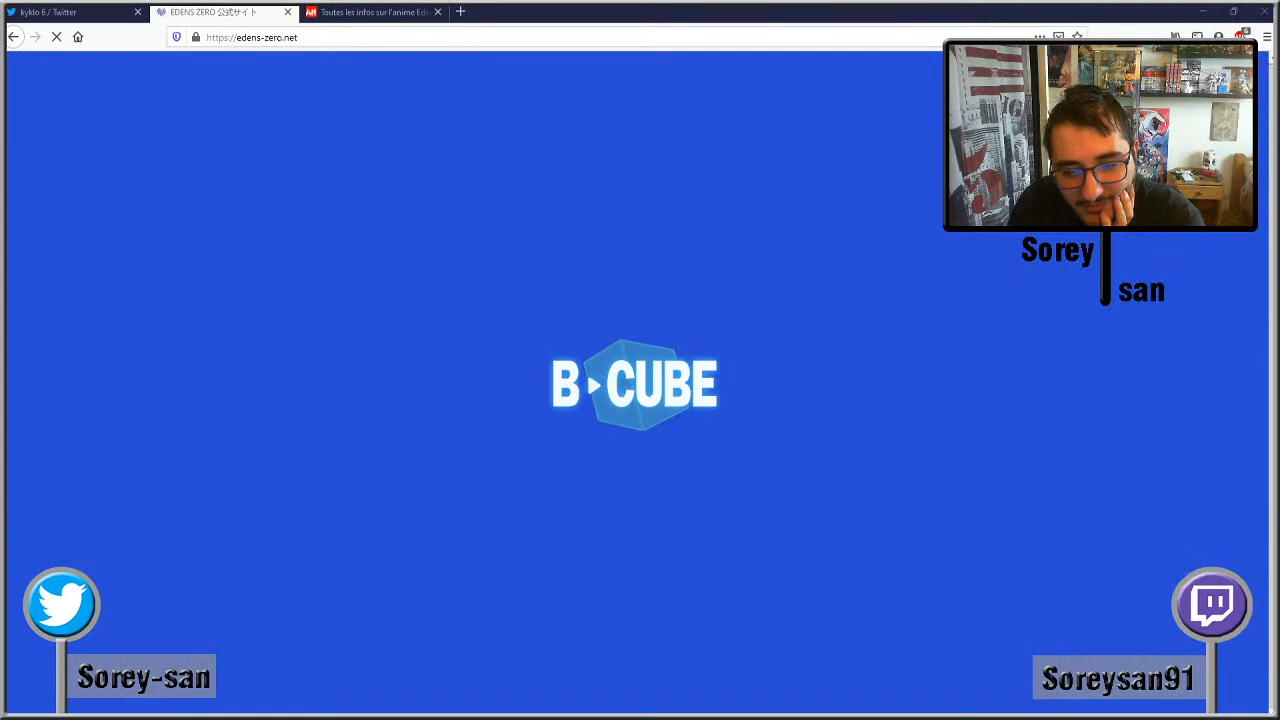 kyklo 6 / Twitter
EDENS ZERO 公式サイト
Toutes les infos sur l'anime Ede
https://edens-zero.net
B CUBE
Sorey
san
Sorey-san
Soreysan91